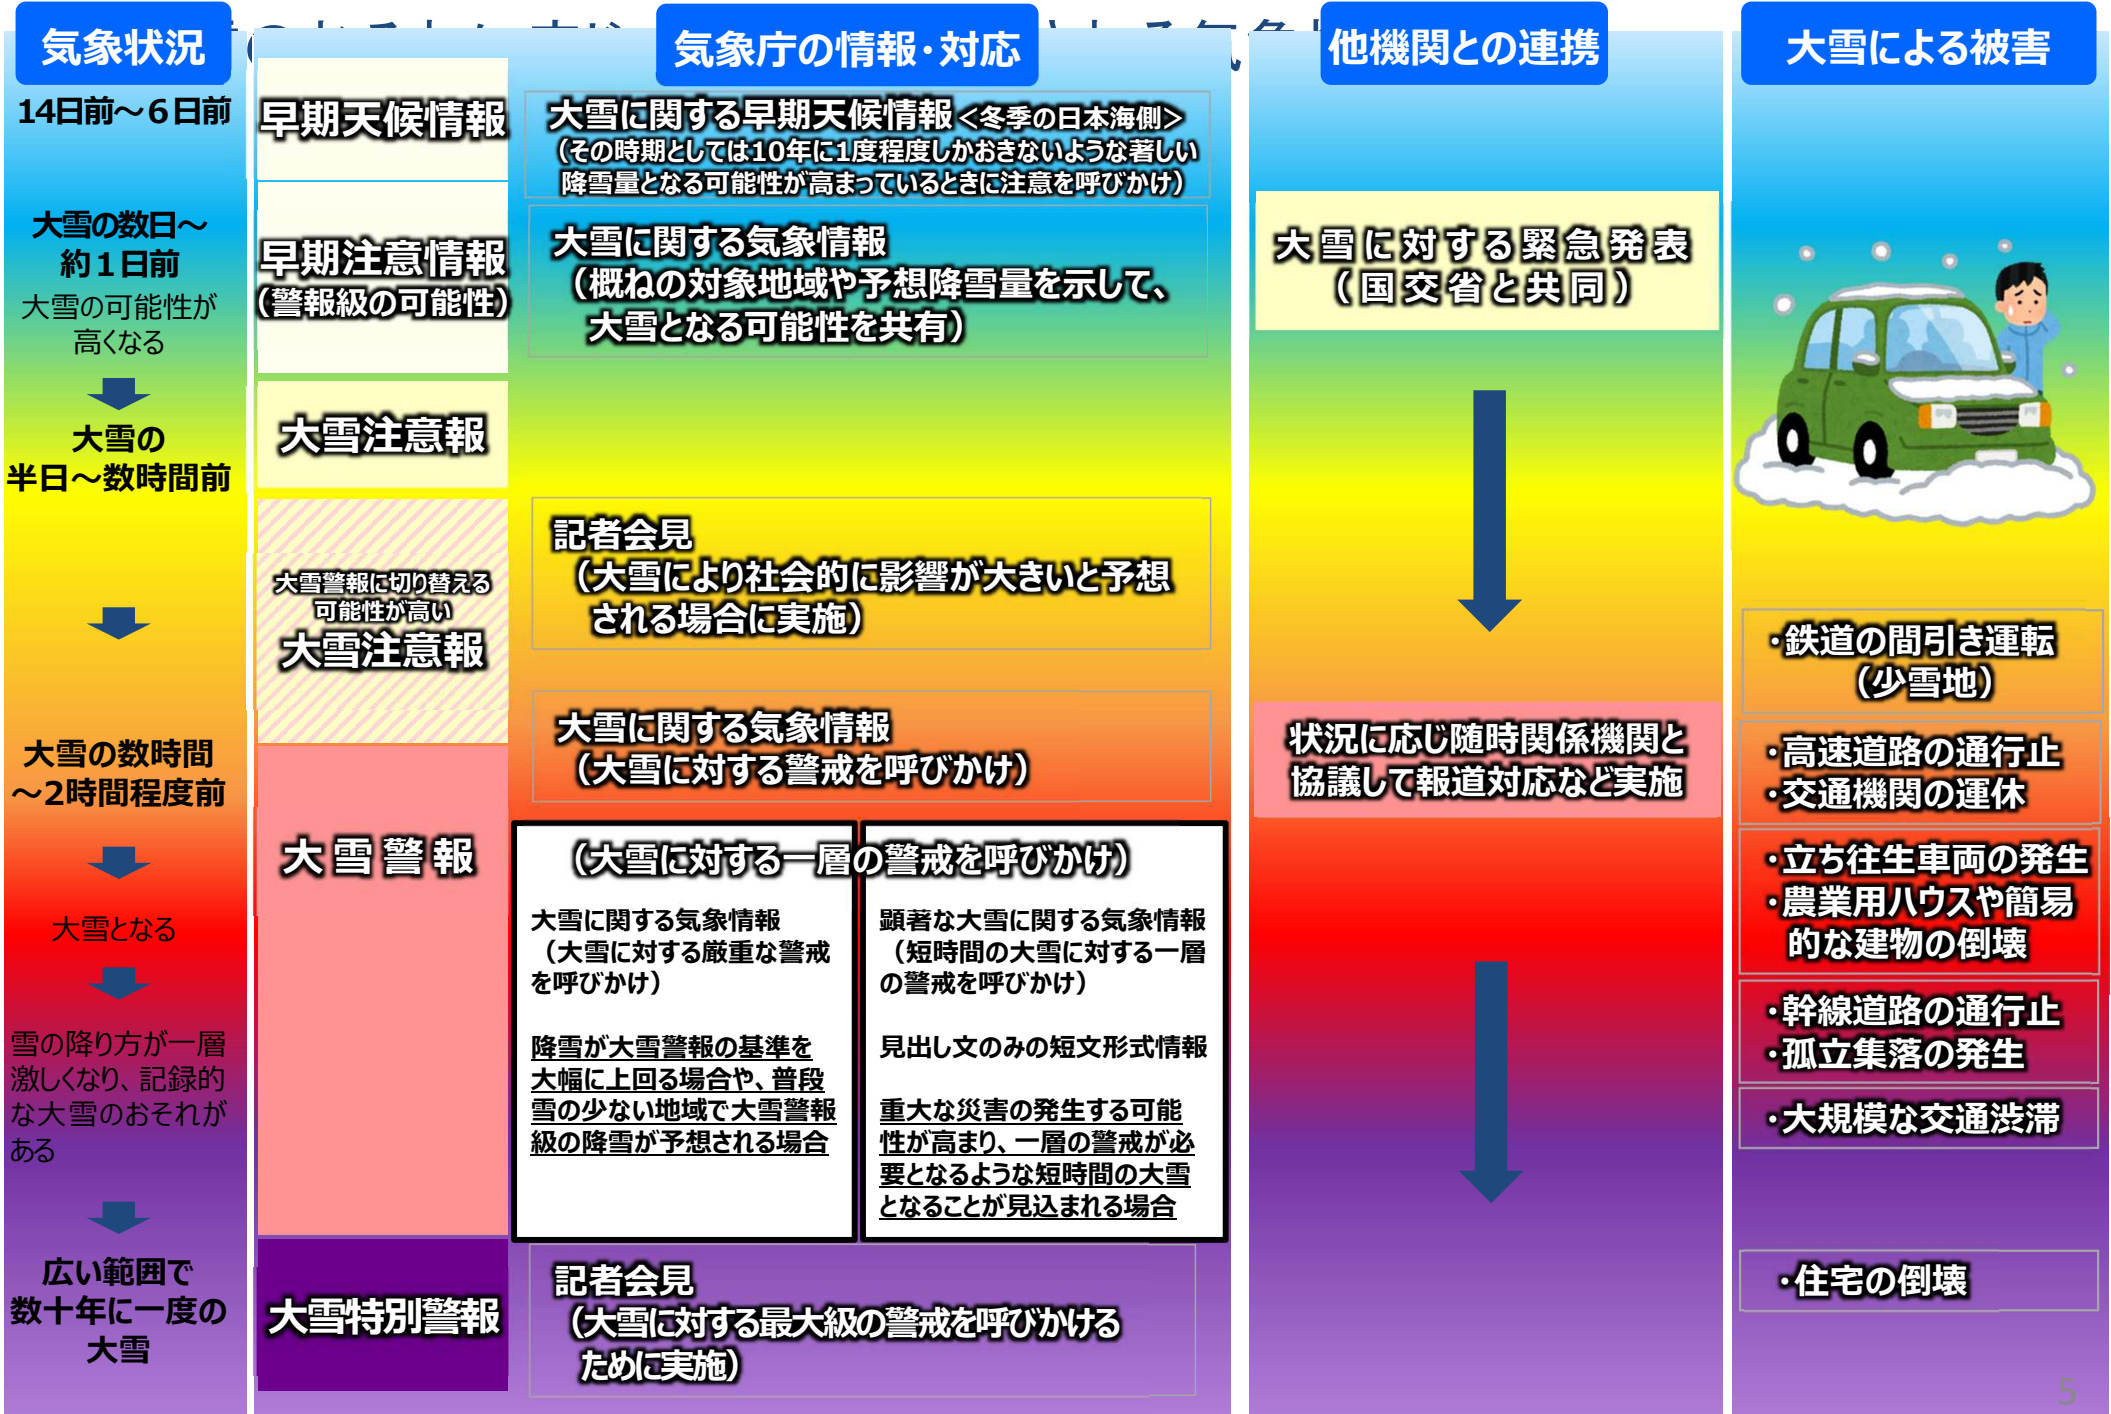 気象状況
14日前～６日前
大雪の数日～
約１日前
大雪の可能性が
高くなる
大雪の
半日～数時間前
大雪の数時間
～2時間程度前
大雪となる
雪の降り方が一層
激しくなり、記録的
な大雪のおそれが
ある
広い範囲で
数十年に一度の
大雪
気象庁の情報・対応
早期天候情報
大雪に関する早期天候情報＜冬季の日本海側＞
（その時期としては10年に1度程度しかおきないような著しい
降雪量となる可能性が高まっているときに注意を呼びかけ）
早期注意情報
（警報級の可能性）
大雪に関する気象情報
（概ねの対象地域や予想降雪量を示して、
大雪となる可能性を共有）
大雪注意報
大雪警報に切り替える
可能性が高い
大雪注意報
記者会見
（大雪により社会的に影響が大きいと予想
される場合に実施）
大雪に関する気象情報
（大雪に対する警戒を呼びかけ）
大雪警報
（大雪に対する一層の警戒を呼びかけ）
大雪に関する気象情報
（大雪に対する厳重な警戒
を呼びかけ）
降雪が大雪警報の基準を
大幅に上回る場合や、普段
雪の少ない地域で大雪警報
級の降雪が予想される場合
顕著な大雪に関する気象情報
（短時間の大雪に対する一層
の警戒を呼びかけ）
見出し文のみの短文形式情報
重大な災害の発生する可能
性が高まり、一層の警戒が必
要となるような短時間の大雪
となることが見込まれる場合
大雪特別警報
記者会見
（大雪に対する最大級の警戒を呼びかける
ために実施）
他機関との連携
大雪に対する緊急発表
（国交省と共同）
状況に応じ随時関係機関と
協議して報道対応など実施
大雪による被害
・鉄道の間引き運転
（少雪地）
・高速道路の通行止
・交通機関の運休
・立ち往生車両の発生
・農業用ハウスや簡易
的な建物の倒壊
・幹線道路の通行止
・孤立集落の発生
・大規模な交通渋滞
・住宅の倒壊
5